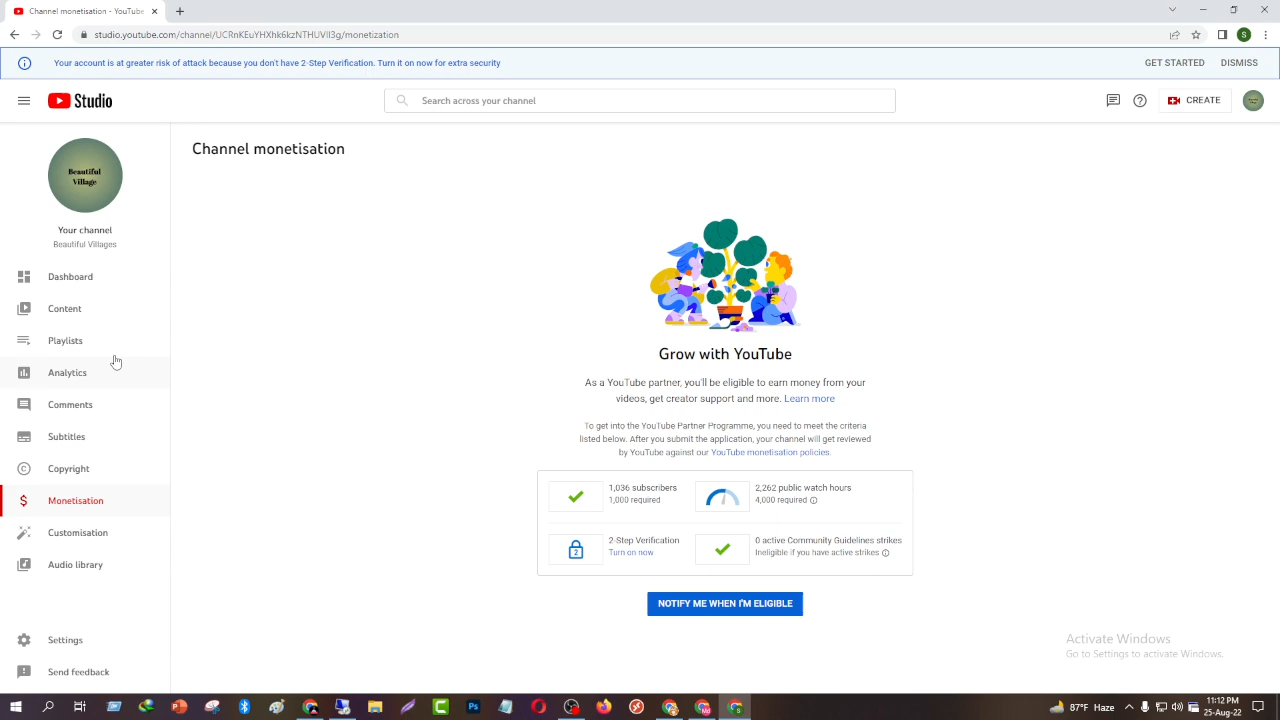 Channel monetisation - YouTube
studio.youtube.com/channel/UCRnKEuYHXhk6kzNTHUVlI3g/monetization
S
Your account is at greater risk of attack because you don't have 2-Step Verification. Turn it on now for extra security
GET STARTED
DISMISS
Studio
Search across your channel
CREATE
Beautiful
Village
Your channel
Beautiful Villages
Dashboard
Content
Playlists
Analytics
Comments
Subtitles
Copyright
Monetisation
Customisation
Audio library
Settings
Send feedback
Channel monetisation
Grow with YouTube
As a YouTube partner, you'll be eligible to earn money from your
videos, get creator support and more. Learn more
To get into the YouTube Partner Programme, you need to meet the criteria
listed below. After you submit the application, your channel will get reviewed
by YouTube against our YouTube monetisation policies.
1,036 subscribers
1,000 required
2,262 public watch hours
4,000 required
2-Step Verification
Turn on now
0 active Community Guidelines strikes
Ineligible if you have active strikes
NOTIFY ME WHEN I'M ELIGIBLE
Activate Windows
Go to Settings to activate Windows.
87°F Haze
11:12 PM
25-Aug-22